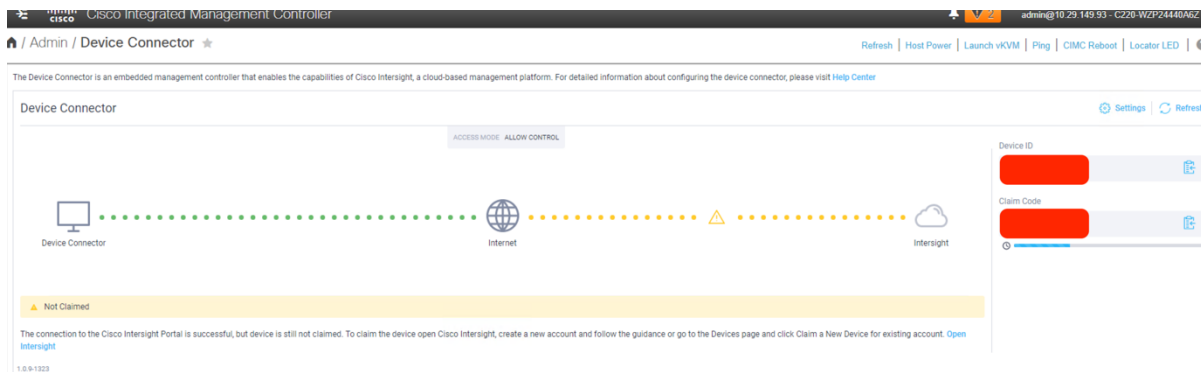 CISCO Cisco Integrated Management Controller 2 admin@10.29.149.93 - C220-WZP24440A6Z
/ Admin / Device Connector
Refresh | Host Power | Launch vKVM | Ping | CIMC Reboot | Locator LED |
The Device Connector is an embedded management controller that enables the capabilities of Cisco Intersight, a cloud-based management platform. For detailed information about configuring the device connector, please visit Help Center
Device Connector
Settings | Refresh
ACCESS MODE ALLOW CONTROL
Device ID
Claim Code
Device Connector Internet Intersight
Not Claimed
The connection to the Cisco Intersight Portal is successful, but device is still not claimed. To claim the device open Cisco Intersight, create a new account and follow the guidance or go to the Devices page and click Claim a New Device for existing account. Open
Intersight
1.0.9-1323